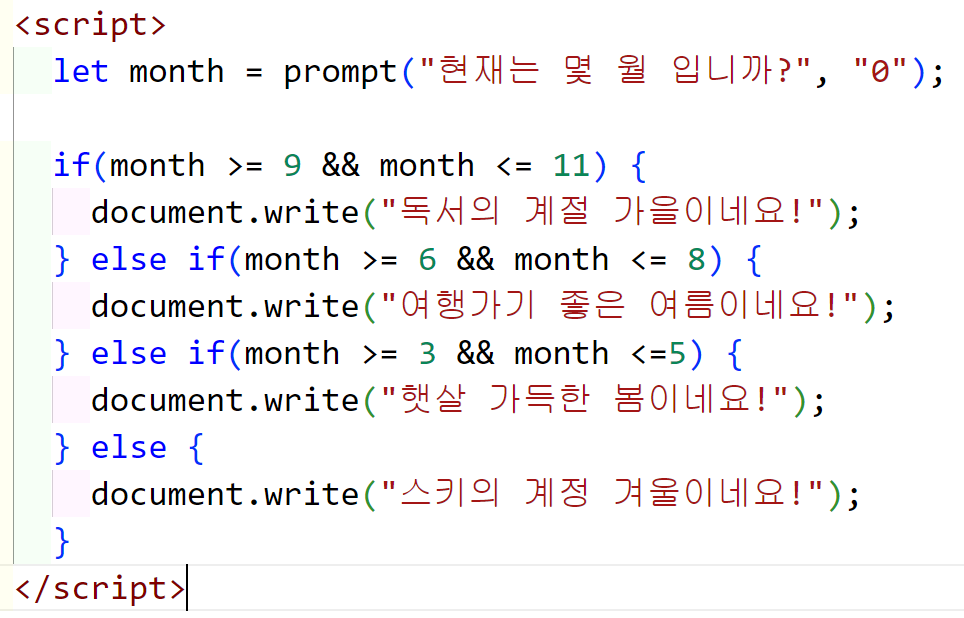 <script>
let month = prompt("현재는 몇 월 입니까?", "0");
if(month >= 9 && month <= 11) {
document.write("독서의 계절 가을이네요!");
} else if(month >= 6 && month <= 8) {
document.write("여행가기 좋은 여름이네요!");
} else if(month >= 3 && month <=5) {
document.write("햇살 가득한 봄이네요!");
} else {
document.write("스키의 계정 겨울이네요!");
}
</script>